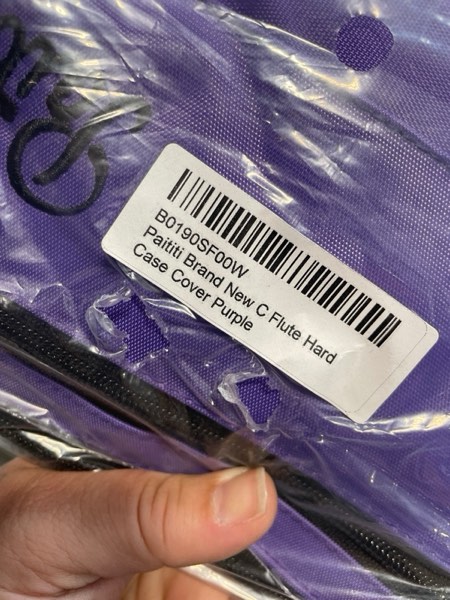 B0190SF00W
Paititi Brand New C Flute Hard
Case Cover Purple